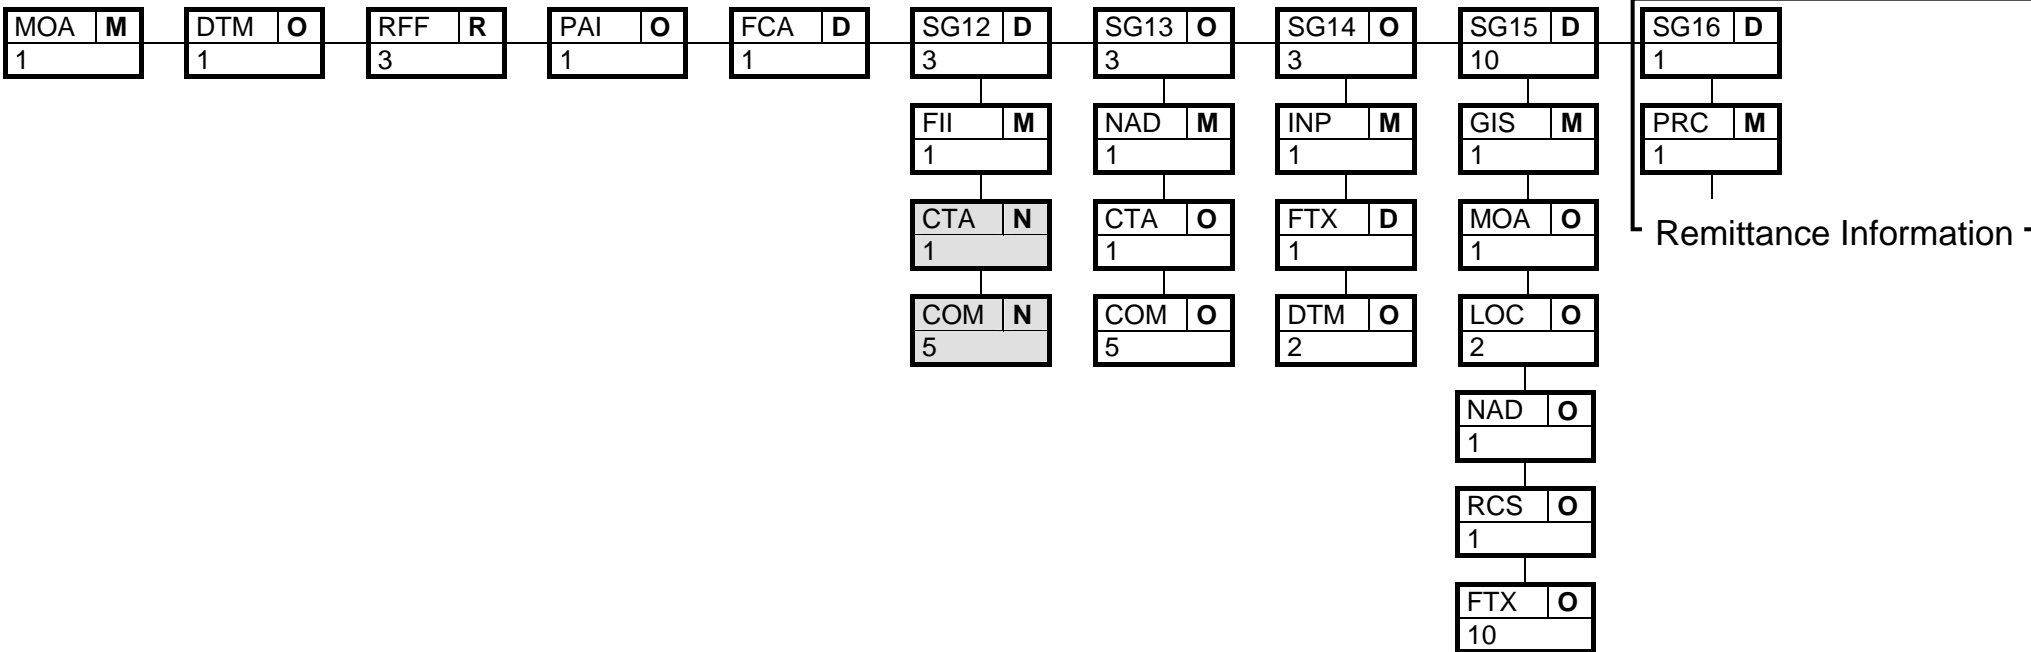 MOA M DTM O RFF R PAI O FCA D SG12 D SG13 O SG14 O SG15 D SG16 D
1 1 3 1 1 3 3 3 10 1
FII M NAD M INP M GIS M PRC M
1 1 1 1 1
CTA N CTA O FTX D MOA O
1 1 1 1
Remittance Information
COM N COM O DTM O LOC O
5 5 2 2
NAD O
1
RCS O
1
FTX O
10